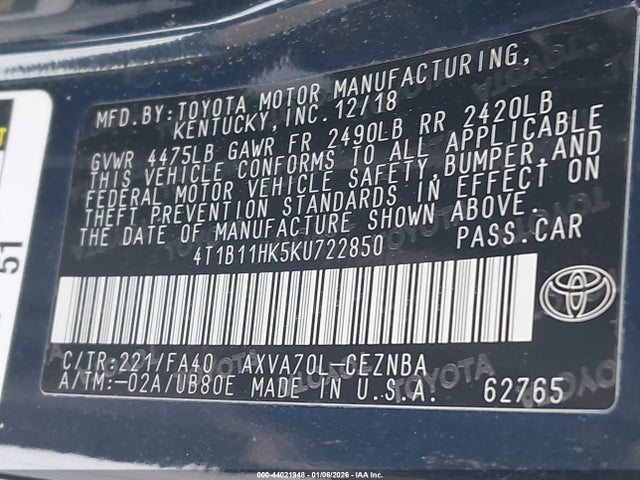 MFD.BY:TOYOTA MOTOR MANUFACTURING,
KENTUCKY,INC.12/18
GVWR 4475LB GAWR FR 2490LB RR 2420LB
THIS VEHICLE CONFORMS TO ALL APPLICABLE
FEDERAL MOTOR VEHICLE SAFETY,BUMPER,AND
THEFT PREVENTION STANDARDS IN EFFECT ON
THE DATE OF MANUFACTURE SHOWN ABOVE.
4T1B11HK5KU722850 PASS.CAR
C/TR:221/FA40 AXVA70L-CEZNBA
A/TM:-02A/UB80E MADE IN U.S.A. 62765
51
000-44021948 - 01/06/2026 - IAA Inc.